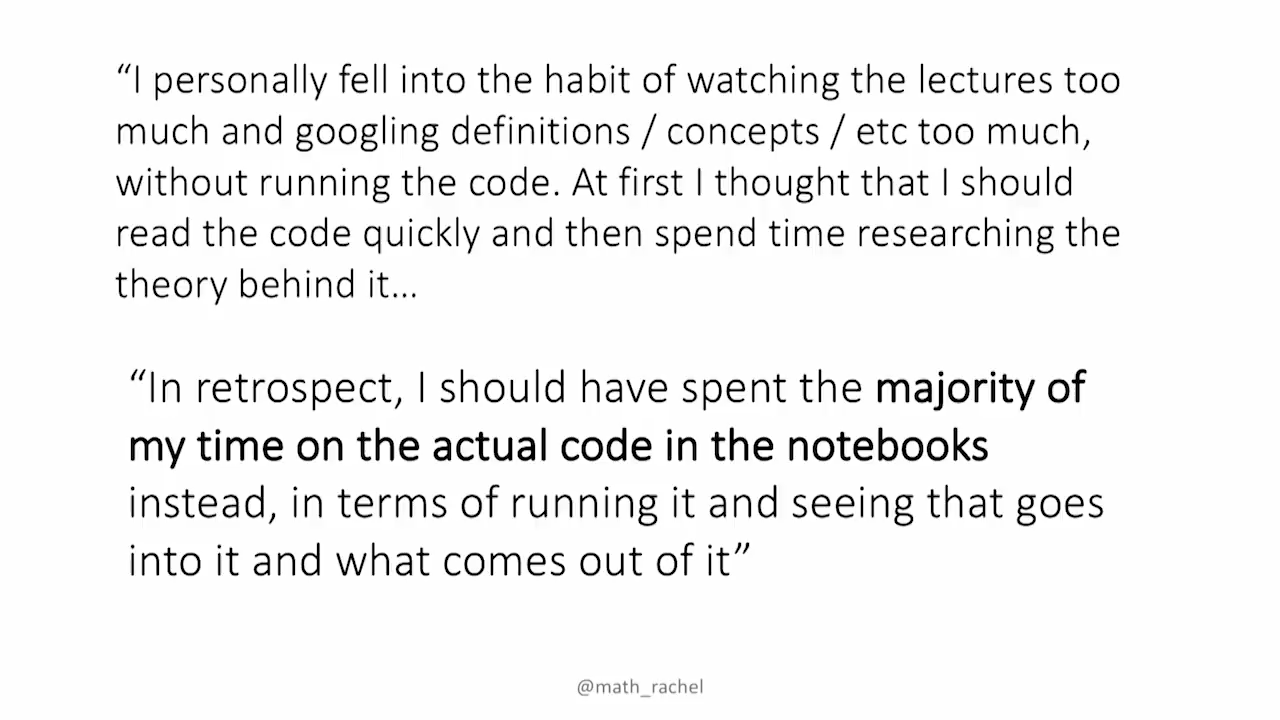 “I personally fell into the habit of watching the lectures too
much and googling definitions / concepts / etc too much,
without running the code. At first I thought that I should
read the code quickly and then spend time researching the
theory behind it…
“In retrospect, I should have spent the majority of
my time on the actual code in the notebooks
instead, in terms of running it and seeing that goes
into it and what comes out of it”
@math_rachel